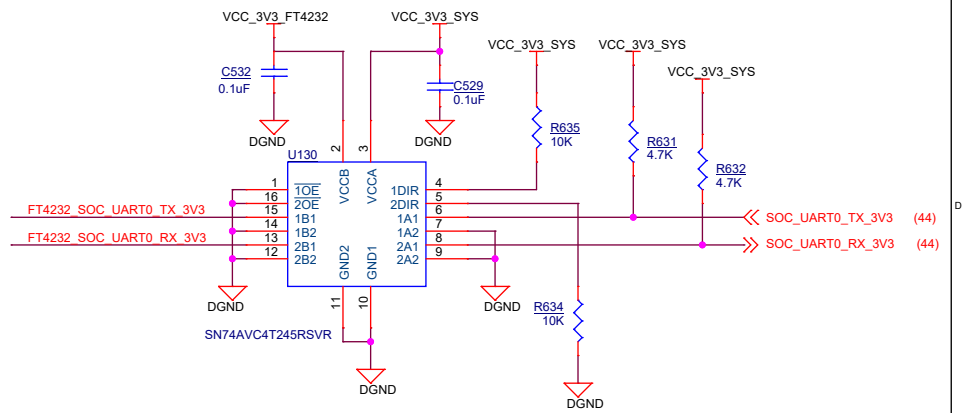 VCC_3V3_FT4232
VCC_3V3_SYS
VCC_3V3_SYS
VCC_3V3_SYS
VCC_3V3_SYS
C532
0.1uF
C529
0.1uF
DGND
DGND
R635
10K
R631
4.7K
R632
4.7K
U130
2
3
VCCB
VCCA
1
1OE
1DIR
4
16
2OE
2DIR
5
FT4232_SOC_UART0_TX_3V3
15
1B1
1A1
6
SOC_UART0_TX_3V3
(44)
14
1B2
1A2
7
FT4232_SOC_UART0_RX_3V3
13
2B1
2A1
8
SOC_UART0_RX_3V3
(44)
12
2B2
2A2
9
GND2
GND1
11
10
DGND
DGND
R634
10K
SN74AVC4T245RSVR
DGND
DGND
D